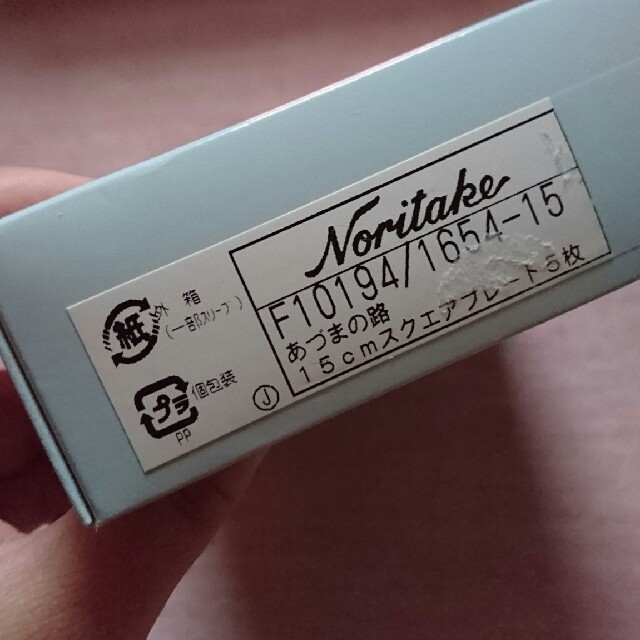 紙 外箱
(一部スリーブ)
プラ 個包装
PP
J
Noritake
F10194/1654-15
あづまの路
15cmスクエアプレート5枚